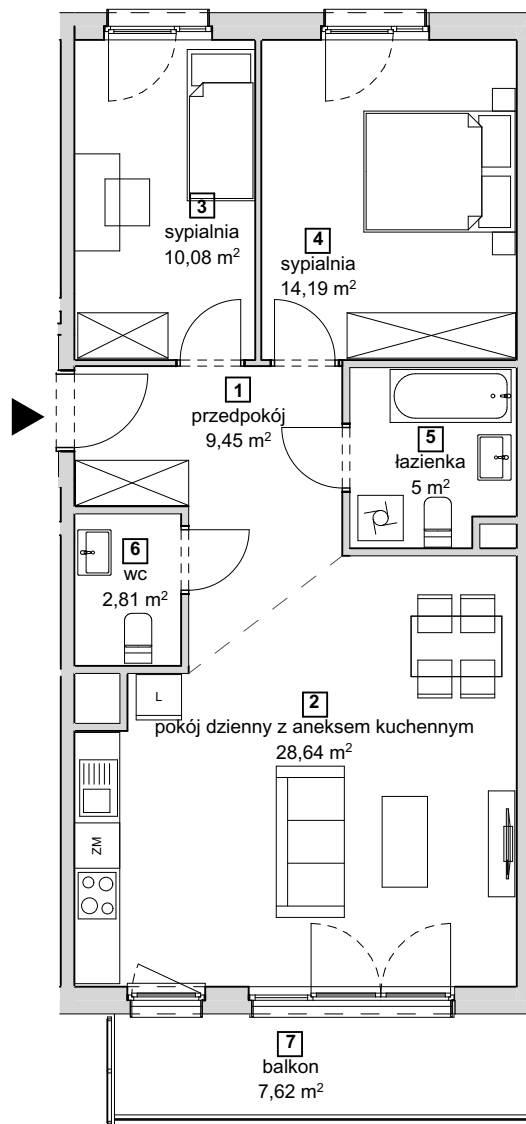 3
sypialnia
10,08 m²
4
sypialnia
14,19 m²
1
przedpokój
9,45 m²
5
łazienka
5 m²
6
wc
2,81 m²
L
2
pokój dzienny z aneksem kuchennym
28,64 m²
ZM
7
balkon
7,62 m²